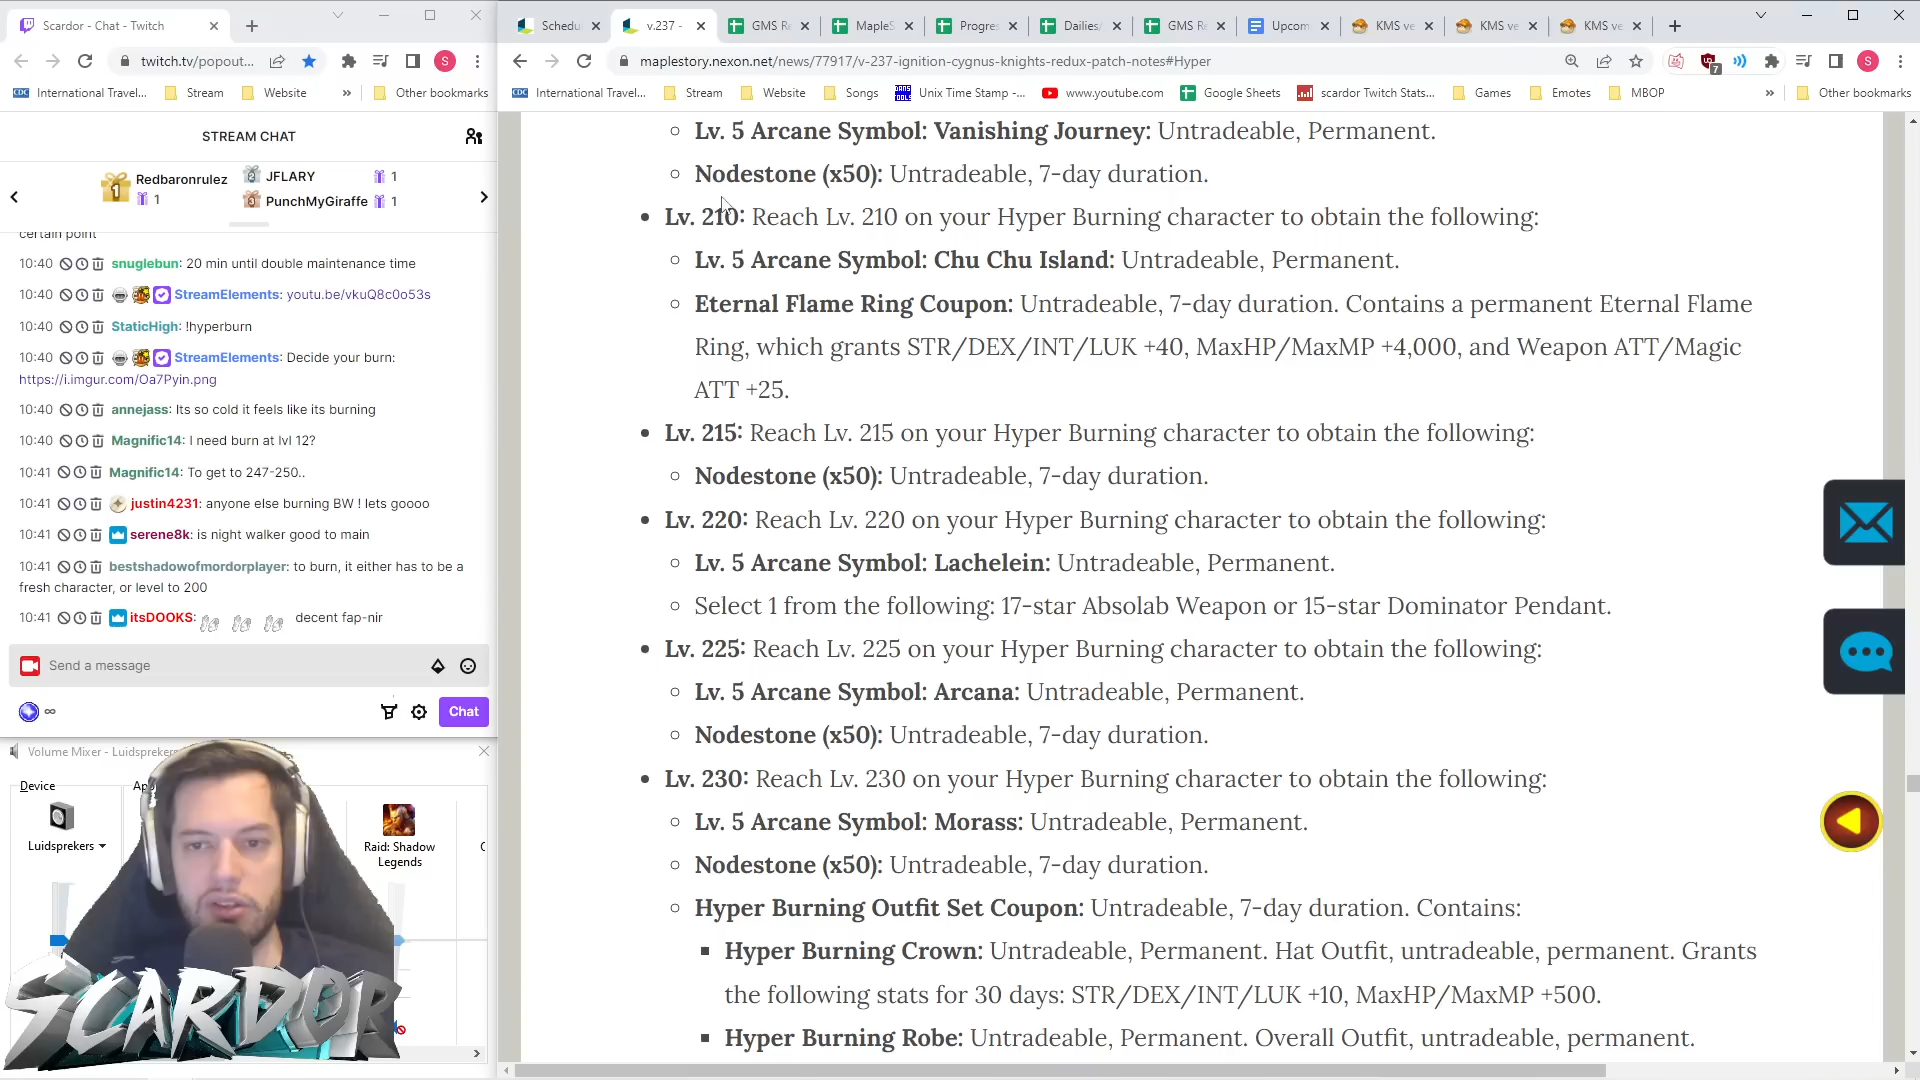 Scardor - Chat - Twitch
Schedu
v.237 -
GMS Re
MapleS
Progres
Dailies/
GMS Re
Upcom
KMS ve
KMS ve
KMS ve
twitch.tv/popout...
S
maplestory.nexon.net/news/77917/v-237-ignition-cygnus-knights-redux-patch-notes#Hyper
7
S
International Travel...
Stream
Website
»
Other bookmarks
International Travel...
Stream
Website
Songs
Unix Time Stamp -...
www.youtube.com
Google Sheets
scardor Twitch Stats...
Games
Emotes
MBOP
»
Other bookmarks
STREAM CHAT
1
Redbaronrulez
1
2
JFLARY
1
3
PunchMyGiraffe
1
certain point
10:40 snuglebun: 20 min until double maintenance time
10:40 StreamElements: youtu.be/vkuQ8c0o53s
10:40 StaticHigh: !hyperburn
10:40 StreamElements: Decide your burn:
https://i.imgur.com/Oa7Pyin.png
10:40 annejass: Its so cold it feels like its burning
10:40 Magnific14: I need burn at lvl 12?
10:41 Magnific14: To get to 247-250..
10:41 justin4231: anyone else burning BW ! lets goooo
10:41 serene8k: is night walker good to main
10:41 bestshadowofmordorplayer: to burn, it either has to be a
fresh character, or level to 200
10:41 itsDOOKS: decent fap-nir
Send a message
∞
Chat
Volume Mixer - Luidsprekers
Device
Ap
Luidsprekers
Raid: Shadow
Legends
SCARDOR
Lv. 5 Arcane Symbol: Vanishing Journey: Untradeable, Permanent.
Nodestone (x50): Untradeable, 7-day duration.
Lv. 210: Reach Lv. 210 on your Hyper Burning character to obtain the following:
Lv. 5 Arcane Symbol: Chu Chu Island: Untradeable, Permanent.
Eternal Flame Ring Coupon: Untradeable, 7-day duration. Contains a permanent Eternal Flame
Ring, which grants STR/DEX/INT/LUK +40, MaxHP/MaxMP +4,000, and Weapon ATT/Magic
ATT +25.
Lv. 215: Reach Lv. 215 on your Hyper Burning character to obtain the following:
Nodestone (x50): Untradeable, 7-day duration.
Lv. 220: Reach Lv. 220 on your Hyper Burning character to obtain the following:
Lv. 5 Arcane Symbol: Lachelein: Untradeable, Permanent.
Select 1 from the following: 17-star Absolab Weapon or 15-star Dominator Pendant.
Lv. 225: Reach Lv. 225 on your Hyper Burning character to obtain the following:
Lv. 5 Arcane Symbol: Arcana: Untradeable, Permanent.
Nodestone (x50): Untradeable, 7-day duration.
Lv. 230: Reach Lv. 230 on your Hyper Burning character to obtain the following:
Lv. 5 Arcane Symbol: Morass: Untradeable, Permanent.
Nodestone (x50): Untradeable, 7-day duration.
Hyper Burning Outfit Set Coupon: Untradeable, 7-day duration. Contains:
Hyper Burning Crown: Untradeable, Permanent. Hat Outfit, untradeable, permanent. Grants
the following stats for 30 days: STR/DEX/INT/LUK +10, MaxHP/MaxMP +500.
Hyper Burning Robe: Untradeable, Permanent. Overall Outfit, untradeable, permanent.